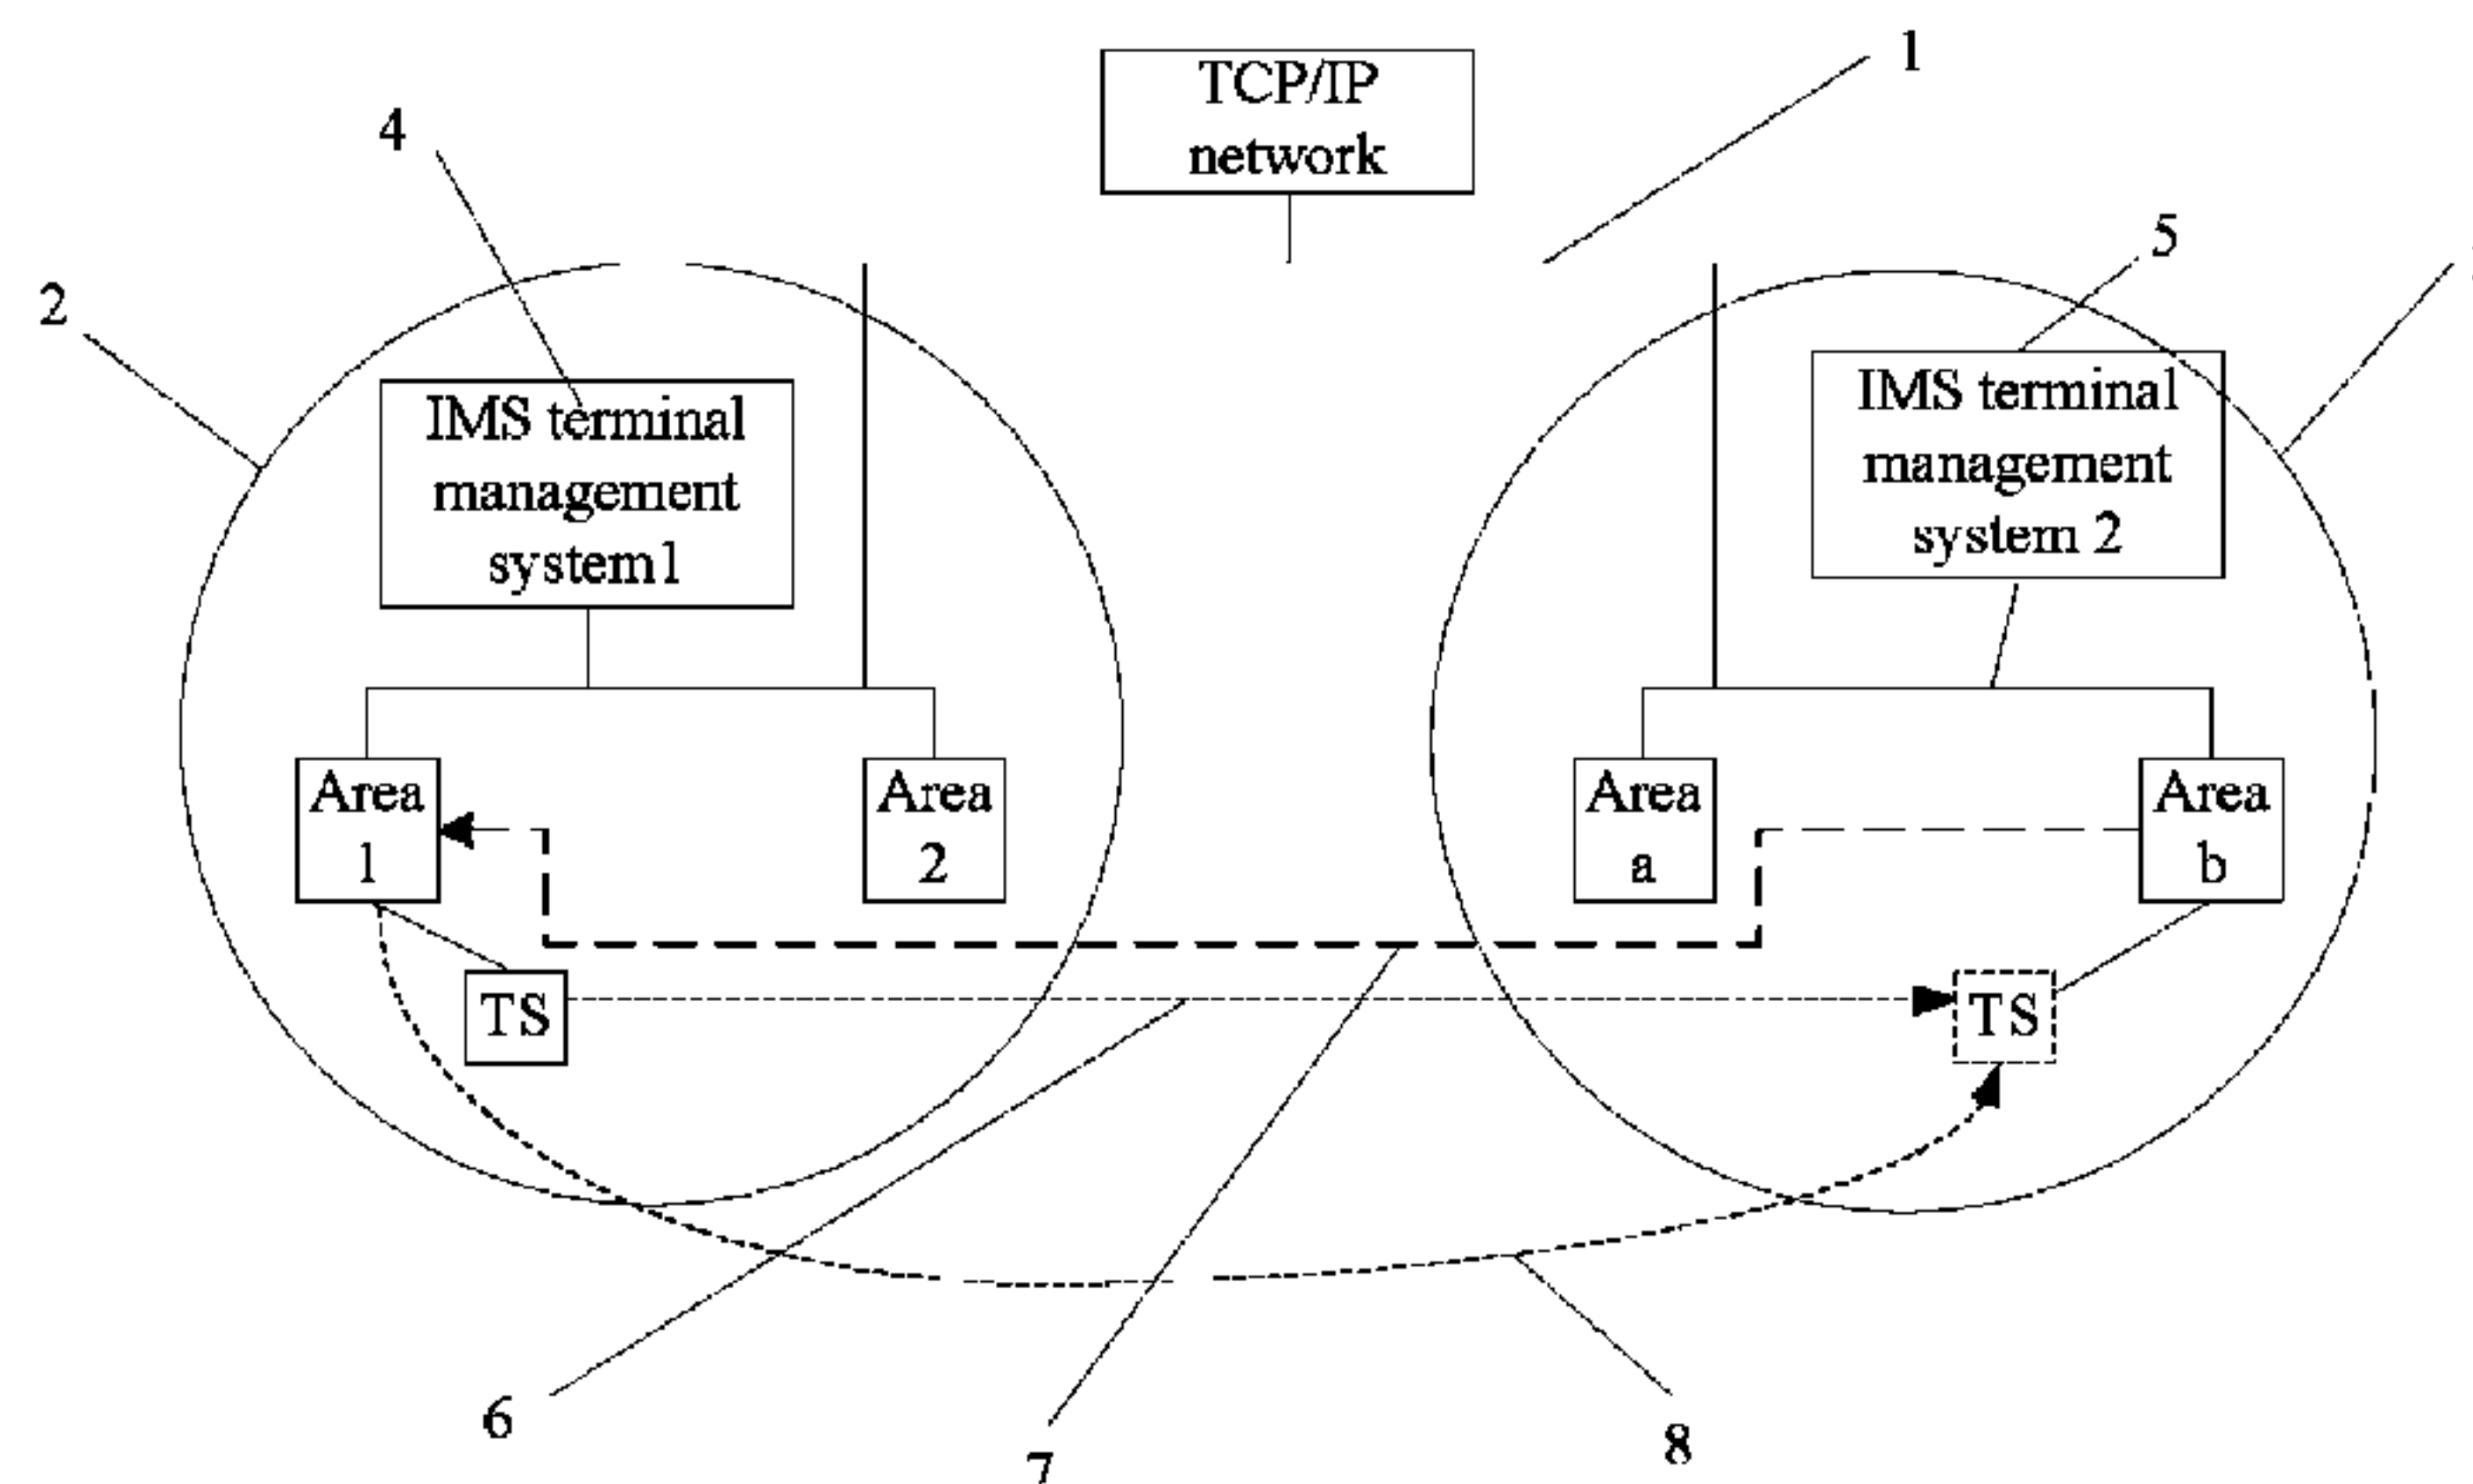 1
TCP/IP
network
4
5
2
IMS terminal
management
system1
IMS terminal
management
system 2
Area
1
Area
2
Area
a
Area
b
TS
TS
6
7
8